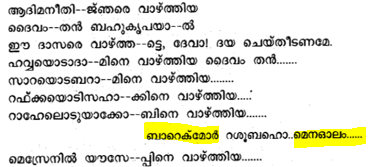 ആദിമനീതി--ജ്ഞരെ വാഴ്ത്തിയ
ദൈവം--തൻ ബഹുകൃപയാ--ൽ
ഈ ദാസരെ വാഴ്ത്ത--ട്ടെ, ദേവാ! ദയ ചെയ്തീടണമേ.
ഹവ്വയൊടാദാ--മിനെ വാഴ്ത്തിയ ദൈവം തൻ.......
സാറയൊടബറാ--മിനെ വാഴ്ത്തിയ........
റഫ്ക്കയൊടിസഹാ--ക്കിനെ വാഴ്ത്തിയ.....'
റാഹേലൊടുയാക്കോ--ബിനെ വാഴ്ത്തിയ........
ബാറെക്മോർ റശൂബഹൊ..മെനഓലം......
മെസ്രേനിൽ യൗസേ--പ്പിനെ വാഴ്ത്തിയ.......